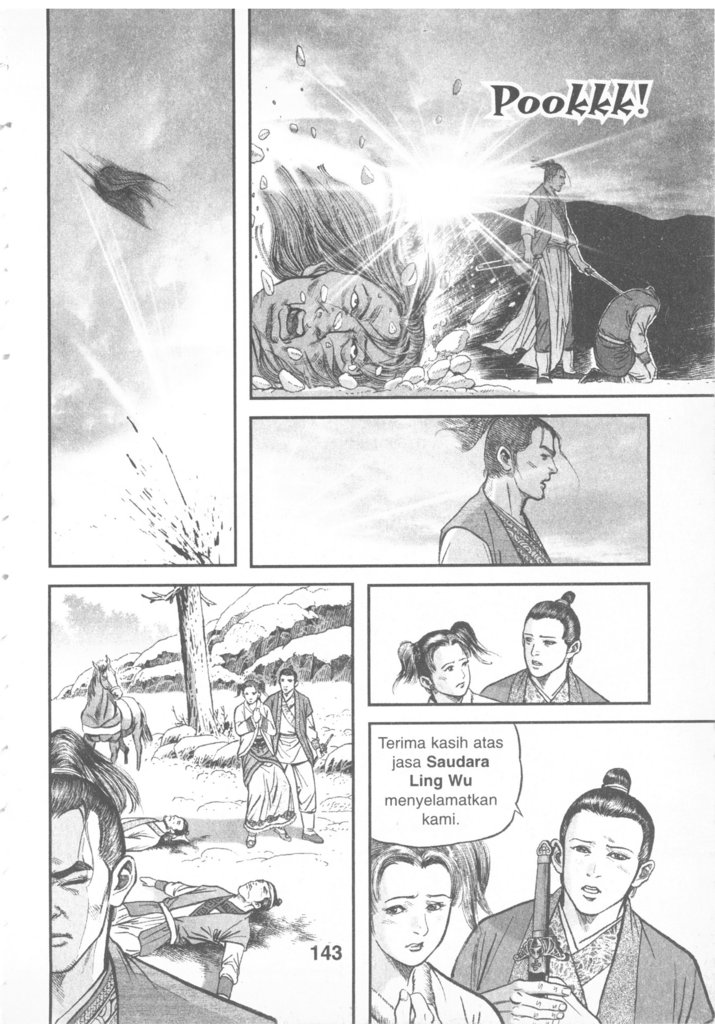 Pookkk!
Terima kasih atas
jasa Saudara
Ling Wu
menyelamatkan
kami.
143